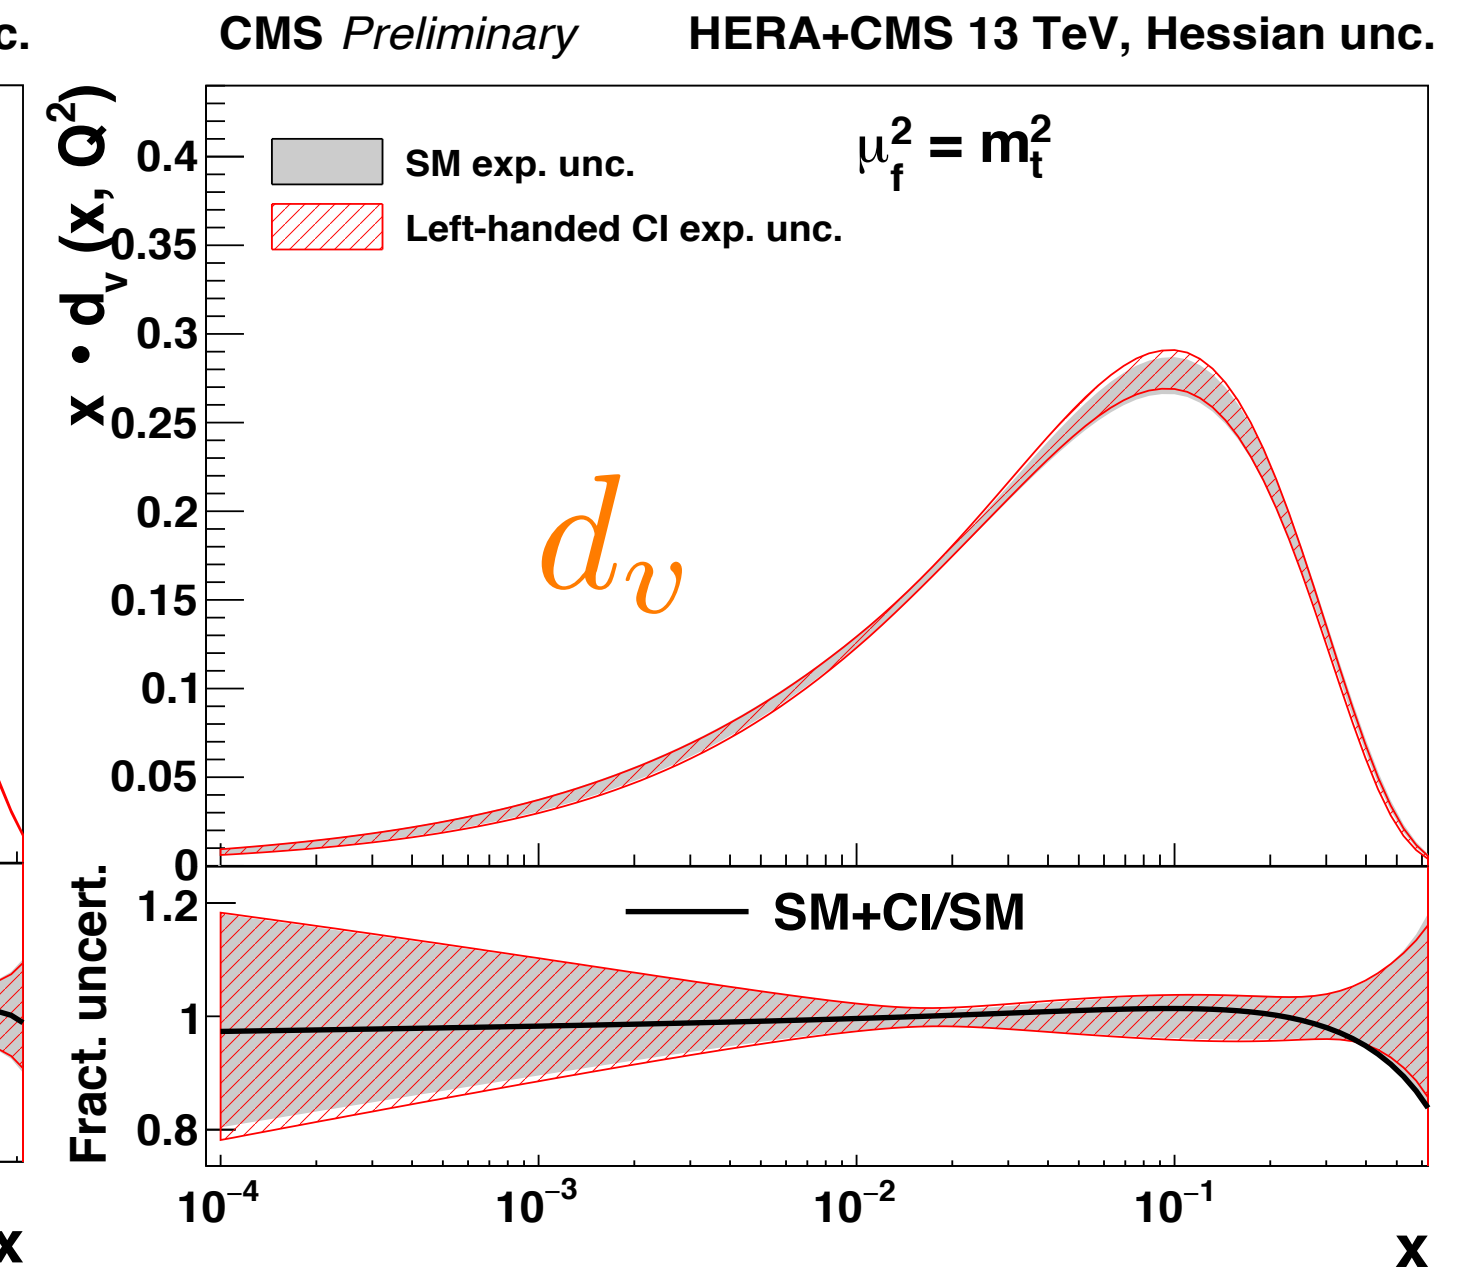 c.
CMS Preliminary HERA+CMS 13 TeV, Hessian unc.
x • d_v (x, Q²)
μ_f² = m_t²
SM exp. unc.
Left-handed CI exp. unc.
0.4
0.35
0.3
0.25
0.2
0.15
0.1
0.05
0
d_v
Fract. uncert.
SM+CI/SM
1.2
1
0.8
10⁻⁴ 10⁻³ 10⁻² 10⁻¹
x x